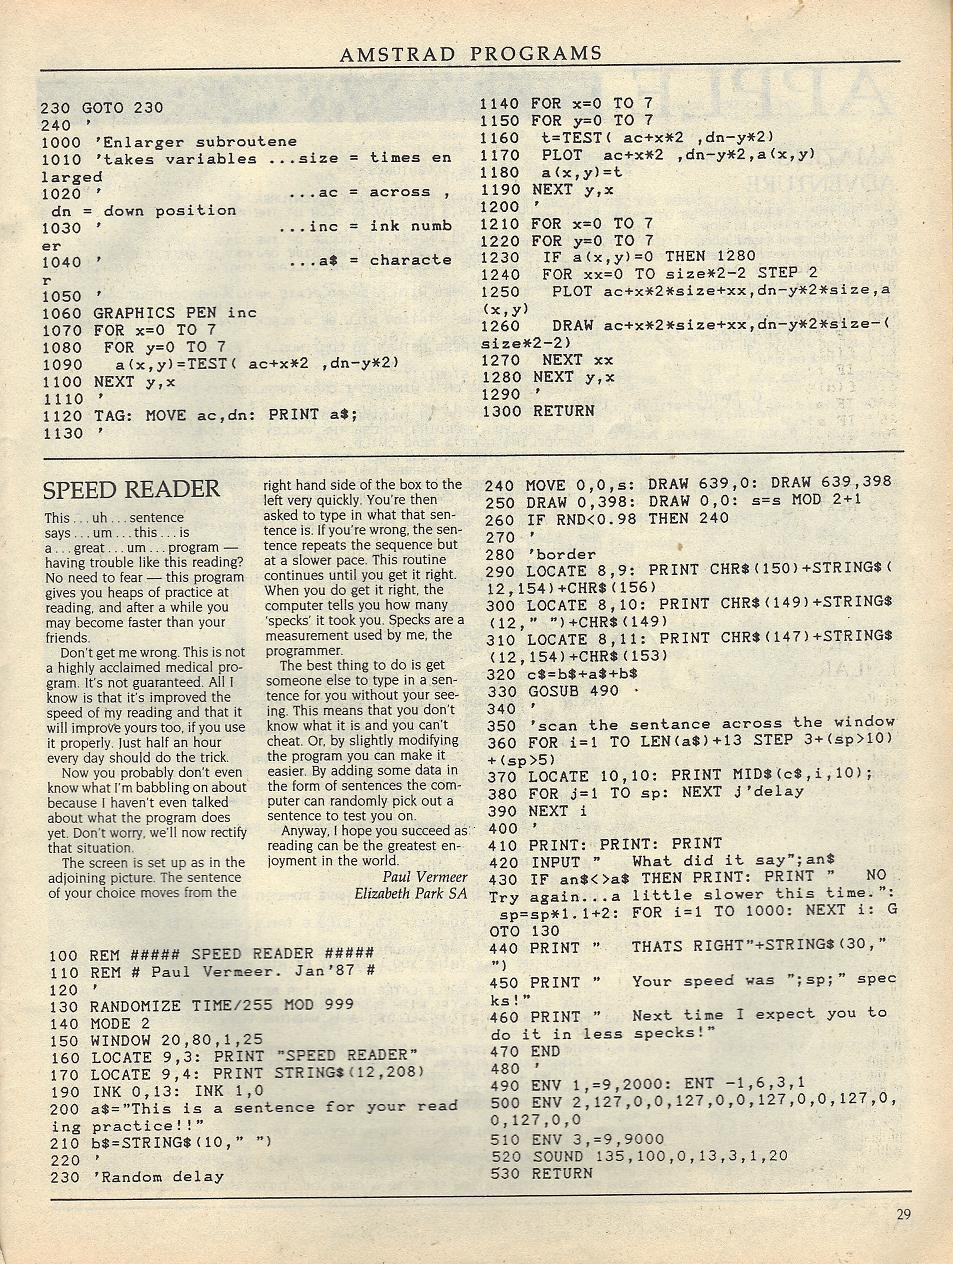 AMSTRAD PROGRAMS
230 GOTO 230
240 '
1000 'Enlarger subroutene
1010 'takes variables ...size = times en
larged
1020 '                  ...ac = across ,
 dn = down position
1030 '                  ...inc = ink numb
er
1040 '                  ...a$ = characte
r
1050 '
1060 GRAPHICS PEN inc
1070 FOR x=0 TO 7
1080  FOR y=0 TO 7
1090   a(x,y)=TEST( ac+x*2 ,dn-y*2)
1100 NEXT y,x
1110 '
1120 TAG: MOVE ac,dn: PRINT a$;
1130 '
1140 FOR x=0 TO 7
1150 FOR y=0 TO 7
1160  t=TEST( ac+x*2 ,dn-y*2)
1170  PLOT  ac+x*2 ,dn-y*2,a(x,y)
1180  a(x,y)=t
1190 NEXT y,x
1200 '
1210 FOR x=0 TO 7
1220 FOR y=0 TO 7
1230  IF a(x,y)=0 THEN 1280
1240  FOR xx=0 TO size*2-2 STEP 2
1250   PLOT ac+x*2*size+xx,dn-y*2*size,a
(x,y)
1260   DRAW ac+x*2*size+xx,dn-y*2*size-(
size*2-2)
1270  NEXT xx
1280 NEXT y,x
1290 '
1300 RETURN
SPEED READER
This . . . uh . . . sentence
says . . . um . . . this . . . is
a . . . great . . . um . . . program —
having trouble like this reading?
No need to fear — this program
gives you heaps of practice at
reading, and after a while you
may become faster than your
friends.
Don't get me wrong. This is not
a highly acclaimed medical pro-
gram. It's not guaranteed. All I
know is that it's improved the
speed of my reading and that it
will improve yours too, if you use
it properly. Just half an hour
every day should do the trick.
Now you probably don't even
know what I'm babbling on about
because I haven't even talked
about what the program does
yet. Don't worry, we'll now rectify
that situation.
The screen is set up as in the
adjoining picture. The sentence
of your choice moves from the
right hand side of the box to the
left very quickly. You're then
asked to type in what that sen-
tence is. If you're wrong, the sen-
tence repeats the sequence but
at a slower pace. This routine
continues until you get it right.
When you do get it right, the
computer tells you how many
'specks' it took you. Specks are a
measurement used by me, the
programmer.
The best thing to do is get
someone else to type in a sen-
tence for you without your see-
ing. This means that you don't
know what it is and you can't
cheat. Or, by slightly modifying
the program you can make it
easier. By adding some data in
the form of sentences the com-
puter can randomly pick out a
sentence to test you on.
Anyway, I hope you succeed as
reading can be the greatest en-
joyment in the world.
Paul Vermeer
Elizabeth Park SA
100 REM ##### SPEED READER #####
110 REM # Paul Vermeer. Jan'87 #
120 '
130 RANDOMIZE TIME/255 MOD 999
140 MODE 2
150 WINDOW 20,80,1,25
160 LOCATE 9,3: PRINT "SPEED READER"
170 LOCATE 9,4: PRINT STRING$(12,208)
190 INK 0,13: INK 1,0
200 a$="This is a sentence for your read
ing practice!!"
210 b$=STRING$(10," ")
220 '
230 'Random delay
240 MOVE 0,0,s: DRAW 639,0: DRAW 639,398
250 DRAW 0,398: DRAW 0,0: s=s MOD 2+1
260 IF RND<0.98 THEN 240
270 '
280 'border
290 LOCATE 8,9: PRINT CHR$(150)+STRING$(
12,154)+CHR$(156)
300 LOCATE 8,10: PRINT CHR$(149)+STRING$
(12," ")+CHR$(149)
310 LOCATE 8,11: PRINT CHR$(147)+STRING$
(12,154)+CHR$(153)
320 c$=b$+a$+b$
330 GOSUB 490
340 '
350 'scan the sentance across the window
360 FOR i=1 TO LEN(a$)+13 STEP 3+(sp>10)
+(sp>5)
370 LOCATE 10,10: PRINT MID$(c$,i,10);
380 FOR j=1 TO sp: NEXT j'delay
390 NEXT i
400 '
410 PRINT: PRINT: PRINT
420 INPUT "   What did it say";an$
430 IF an$<>a$ THEN PRINT: PRINT "   NO
Try again...a little slower this time.":
 sp=sp*1.1+2: FOR i=1 TO 1000: NEXT i: G
OTO 130
440 PRINT "   THATS RIGHT"+STRING$(30,"
")
450 PRINT "   Your speed was ";sp;" spec
ks!"
460 PRINT "   Next time I expect you to
do it in less specks!"
470 END
480 '
490 ENV 1,=9,2000: ENT -1,6,3,1
500 ENV 2,127,0,0,127,0,0,127,0,0,127,0,
0,127,0,0
510 ENV 3,=9,9000
520 SOUND 135,100,0,13,3,1,20
530 RETURN
29